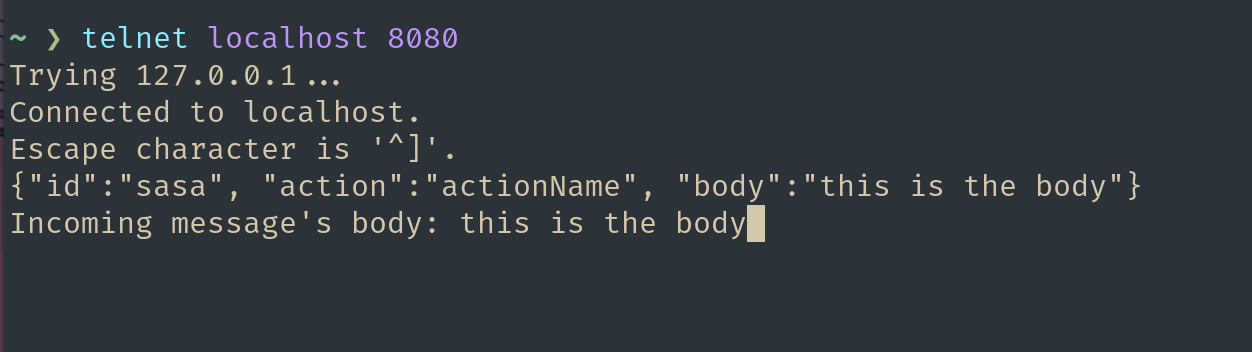 ~ ❯ telnet localhost 8080
Trying 127.0.0.1...
Connected to localhost.
Escape character is '^]'.
{"id":"sasa", "action":"actionName", "body":"this is the body"}
Incoming message's body: this is the body